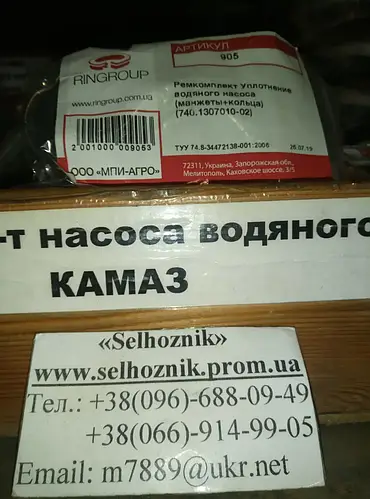 АРТИКУЛ
905
RINGROUP
www.ringroup.com.ua
Ремкомплект Уплотнение
водяного насоса
(манжеты+кольца)
(740.1307010-02)
2 001000 009053
ООО «МПИ-АГРО»
ТУУ 74.8-34472138-001:2008
26.07.19
72311, Украина, Запорожская обл.,
Мелитополь, Каховское шоссе, 3/5
-т насоса водяного
КАМАЗ
«Selhoznik»
www.selhoznik.prom.ua
Тел.: +38(096)-688-09-49
+38(066)-914-99-05
Email: m7889@ukr.net